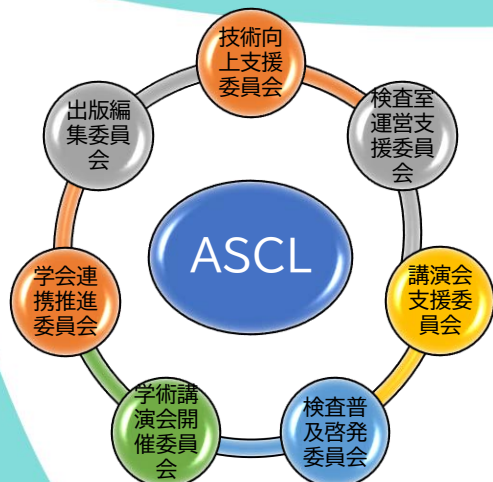 技術向
上支援
委員会
検査室
運営支
援委員
会
講演会
支援委
員会
検査普
及啓発
委員会
学術講
演会開
催委員
会
学会連
携推進
委員会
出版編
集委員
会
ASCL